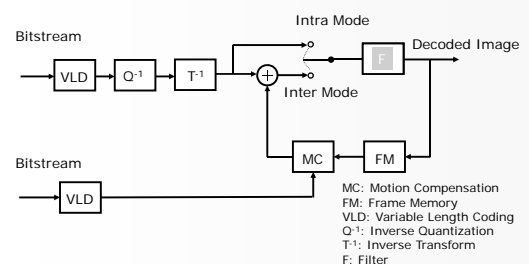 Intra Mode
Bitstream
Decoded Image
VLD
Q-1
T-1
+
F
Inter Mode
MC
FM
Bitstream
VLD
MC: Motion Compensation
FM: Frame Memory
VLD: Variable Length Coding
Q-1: Inverse Quantization
T-1: Inverse Transform
F: Filter